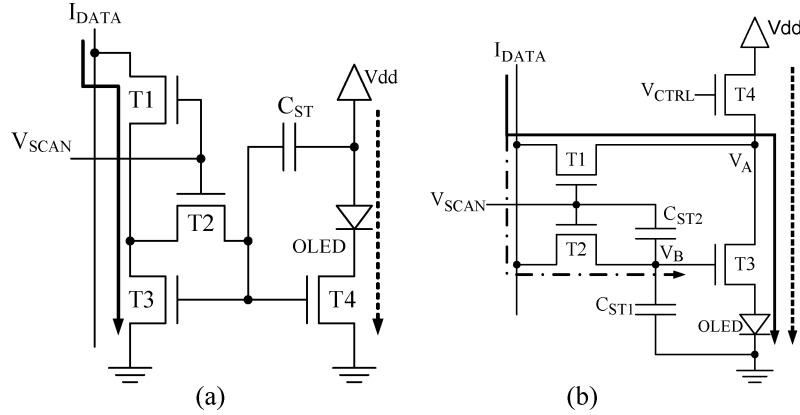 I_DATA
T1
Vdd
C_ST
V_SCAN
T2
OLED
T3
T4
(a)
Vdd
I_DATA
V_CTRL
T4
T1
V_A
V_SCAN
C_ST2
T2
V_B
T3
C_ST1
OLED
(b)